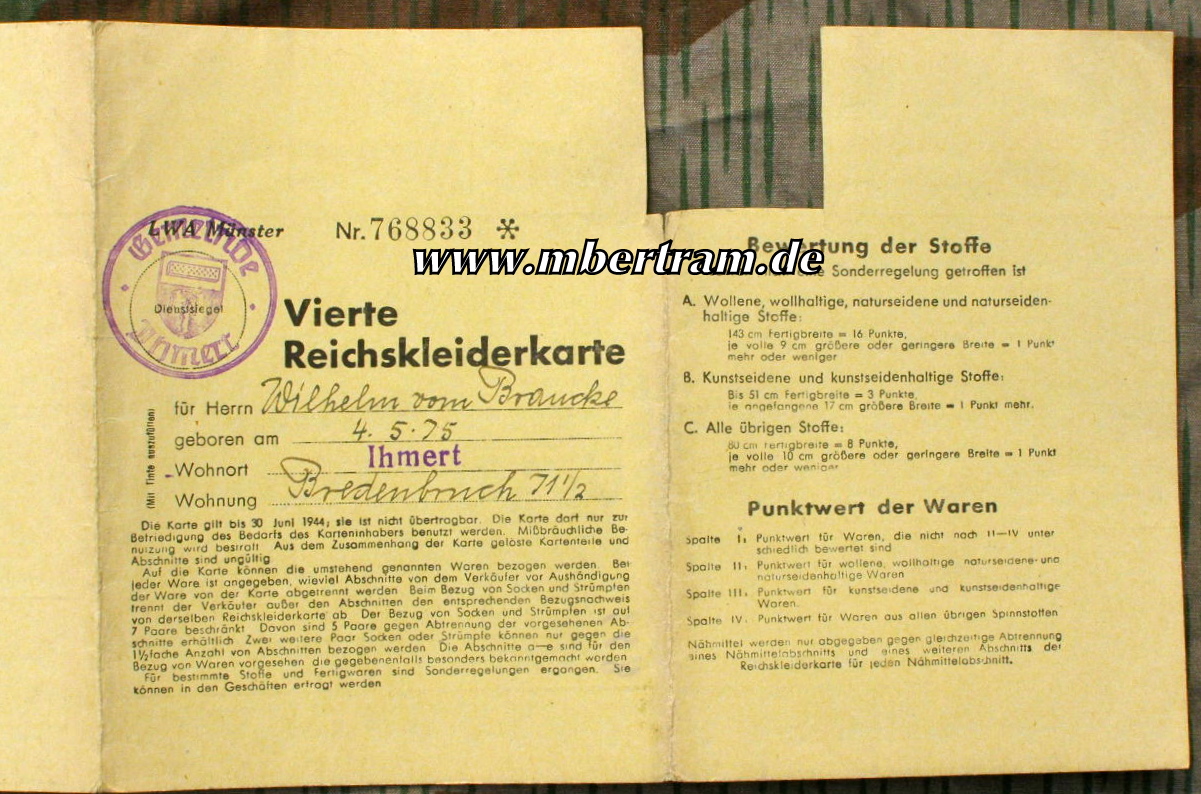 LWA Münster Nr. 768833 *
Gemeinde
Dienstsiegel
Ihmert
www.mbertram.de
Vierte
Reichskleiderkarte
für Herrn Wilhelm vom Braucke
geboren am 4.5.75
Wohnort Ihmert
Wohnung Bredenbruch 71 1/2
(Mit Tinte auszufüllen)
Die Karte gilt bis 30 Juni 1944; sie ist nicht übertragbar. Die Karte darf nur zur
Befriedigung des Bedarfs des Karteninhabers benutzt werden. Mißbräuchliche Be-
nutzung wird bestraft Aus dem Zusammenhang der Karte gelöste Kartenteile und
Abschnitte sind ungültig
Auf die Karte können die umstehend genannten Waren bezogen werden. Bei
jeder Ware ist angegeben, wieviel Abschnitte von dem Verkäufer vor Aushändigung
der Ware von der Karte abgetrennt werden. Beim Bezug von Socken und Strümpfen
trennt der Verkäufer außer den Abschnitten den entsprechenden Bezugsnachweis
von derselben Reichskleiderkarte ab Der Bezug von Socken und Strümpfen ist auf
7 Paare beschränkt Davon sind 5 Paare gegen Abtrennung der vorgesehenen Ab-
schnitte erhältlich Zwei weitere Paar Socken oder Strümpfe können nur gegen die
1½fache Anzahl von Abschnitten bezogen werden Die Abschnitte a—e sind für den
Bezug von Waren vorgesehen die gegebenenfalls besonders bekanntgemacht werden
Für bestimmte Stoffe und Fertigwaren sind Sonderregelungen ergangen. Sie
können in den Geschäften erfragt werden
Bewertung der Stoffe
eine Sonderregelung getroffen ist
A. Wollene, wollhaltige, naturseidene und naturseiden-
haltige Stoffe:
143 cm Fertigbreite = 16 Punkte,
je volle 9 cm größere oder geringere Breite = 1 Punkt
mehr oder weniger
B. Kunstseidene und kunstseidenhaltige Stoffe:
Bis 51 cm Fertigbreite = 3 Punkte,
je angefangene 17 cm größere Breite = 1 Punkt mehr.
C. Alle übrigen Stoffe:
80 cm Fertigbreite = 8 Punkte,
je volle 10 cm größere oder geringere Breite = 1 Punkt
mehr oder weniger
Punktwert der Waren
Spalte I: Punktwert für Waren, die nicht nach II—IV unter
schiedlich bewertet sind
Spalte II: Punktwert für wollene, wollhaltige naturseidene und
naturseidenhaltige Waren
Spalte III: Punktwert für kunstseidene und kunstseidenhaltige
Waren.
Spalte IV. Punktwert für Waren aus allen übrigen Spinnstoffen
Nähmittel werden nur abgegeben gegen gleichzeitige Abtrennung
eines Nähmittelabschnitts und eines weiteren Abschnitts der
Reichskleiderkarte für jeden Nähmittelabschnitt.